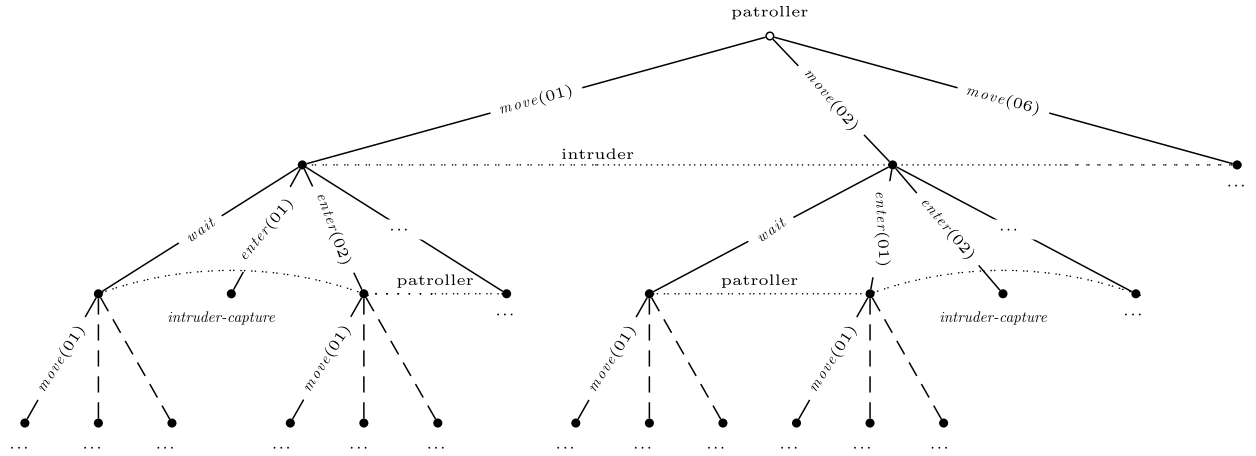 patroller
move(01)
move(02)
move(06)
intruder
...
wait
enter(01)
enter(02)
...
wait
enter(01)
enter(02)
...
patroller
patroller
intruder-capture
...
intruder-capture
...
move(01)
move(01)
move(01)
move(01)
... ... ... ... ... ... ... ... ... ... ... ...